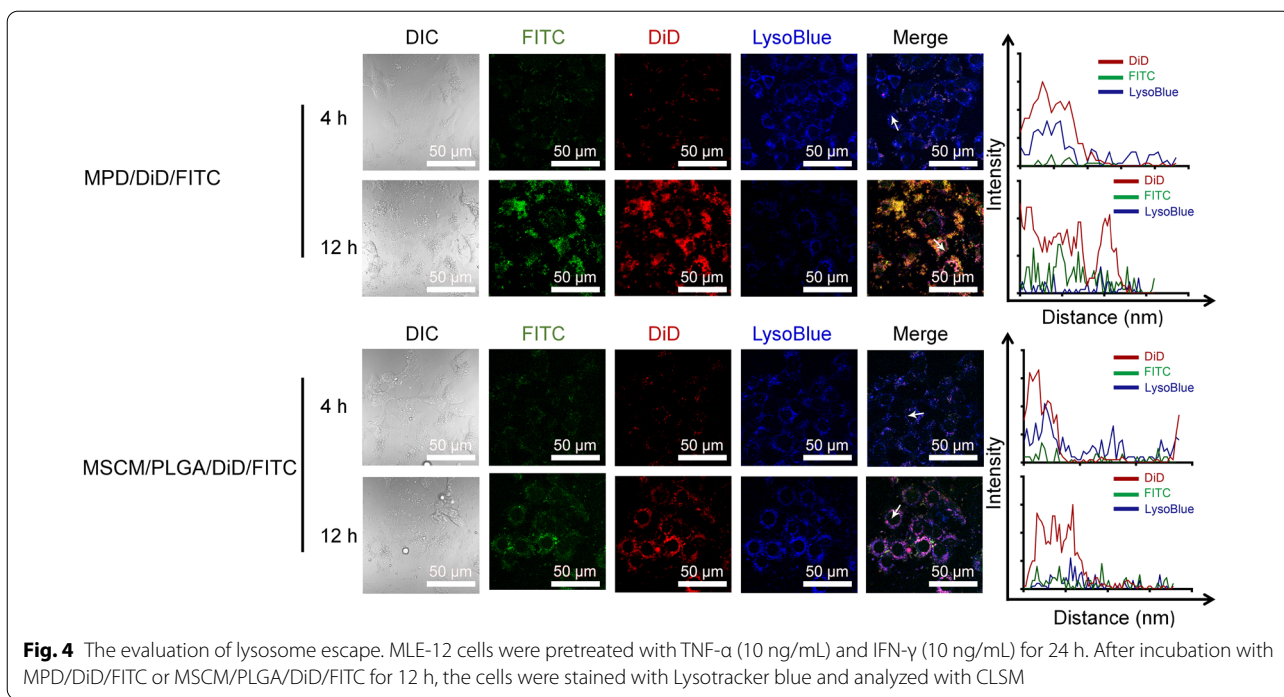 DIC FITC DiD LysoBlue Merge
4 h
50 µm 50 µm 50 µm 50 µm 50 µm
DiD
FITC
LysoBlue
MPD/DiD/FITC
Intensity
12 h
50 µm 50 µm 50 µm 50 µm 50 µm
DiD
FITC
LysoBlue
Distance (nm)
DIC FITC DiD LysoBlue Merge
4 h
50 µm 50 µm 50 µm 50 µm 50 µm
DiD
FITC
LysoBlue
MSCM/PLGA/DiD/FITC
Intensity
12 h
50 µm 50 µm 50 µm 50 µm 50 µm
DiD
FITC
LysoBlue
Distance (nm)
Fig. 4 The evaluation of lysosome escape. MLE-12 cells were pretreated with TNF-α (10 ng/mL) and IFN-γ (10 ng/mL) for 24 h. After incubation with
MPD/DiD/FITC or MSCM/PLGA/DiD/FITC for 12 h, the cells were stained with Lysotracker blue and analyzed with CLSM